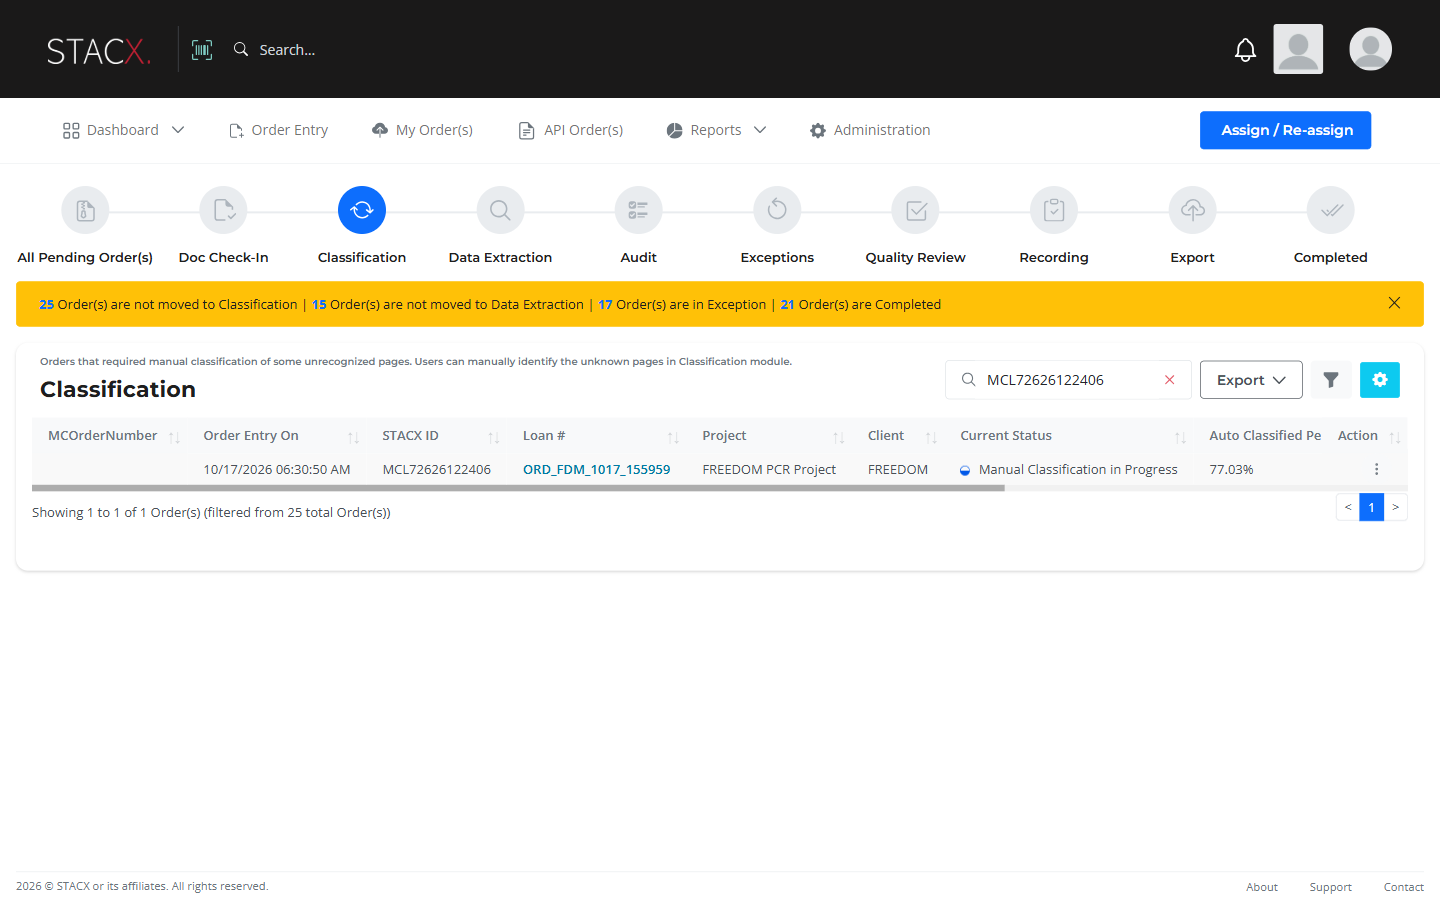 STACX.
Search...
Dashboard
Order Entry
My Order(s)
API Order(s)
Reports
Administration
Assign / Re-assign
All Pending Order(s)
Doc Check-In
Classification
Data Extraction
Audit
Exceptions
Quality Review
Recording
Export
Completed
25 Order(s) are not moved to Classification | 15 Order(s) are not moved to Data Extraction | 17 Order(s) are in Exception | 21 Order(s) are Completed
Orders that required manual classification of some unrecognized pages. Users can manually identify the unknown pages in Classification module.
Classification
MCL72626122406
Export
MCOrderNumber Order Entry On STACX ID Loan # Project Client Current Status Auto Classified Pe Action
10/17/2026 06:30:50 AM MCL72626122406 ORD_FDM_1017_155959 FREEDOM PCR Project FREEDOM Manual Classification in Progress 77.03%
Showing 1 to 1 of 1 Order(s) (filtered from 25 total Order(s))
< 1 >
2026 © STACX or its affiliates. All rights reserved.
About
Support
Contact